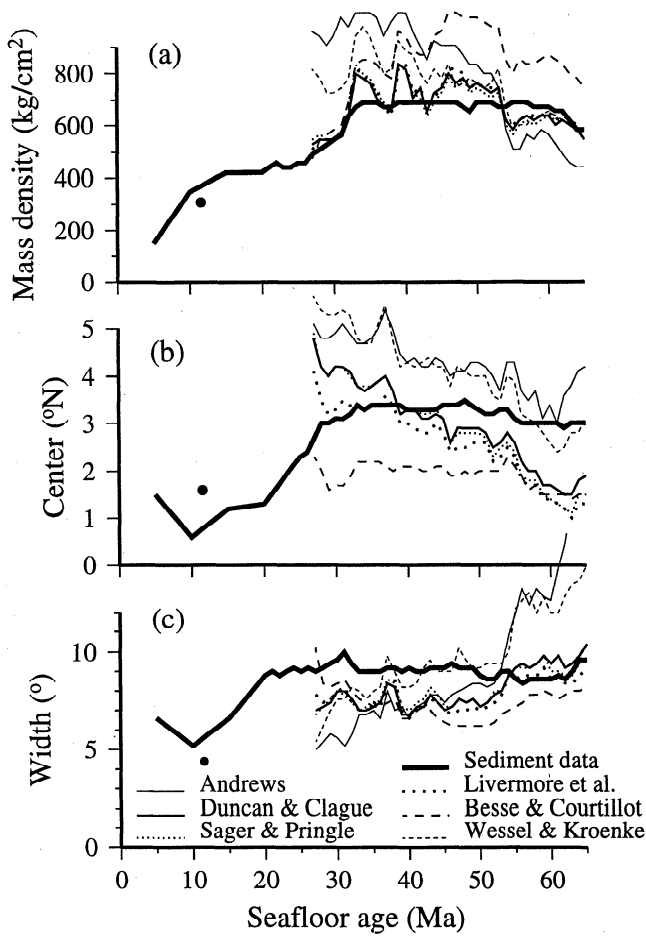 (a)
800
600
400
200
0
Mass density (kg/cm²)
(b)
5
4
3
2
1
0
Center (ºN)
(c)
10
5
0
Width (º)
Andrews
Duncan & Clague
Sager & Pringle
Sediment data
Livermore et al.
Besse & Courtillot
Wessel & Kroenke
0 10 20 30 40 50 60
Seafloor age (Ma)